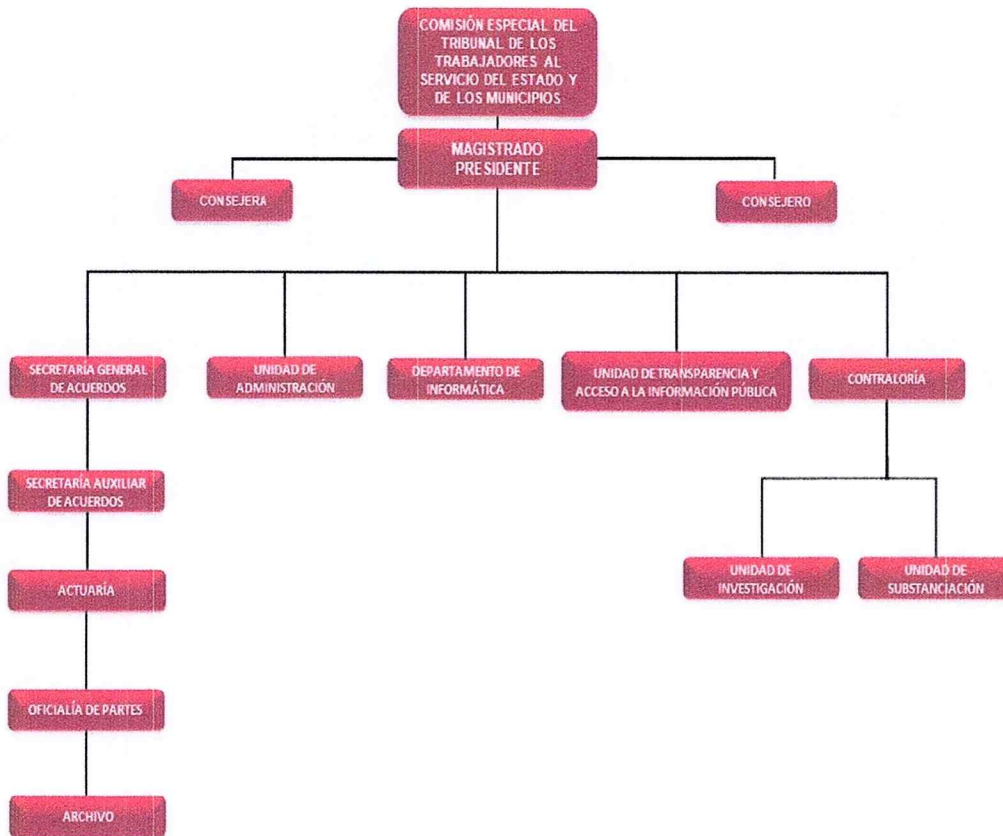 COMISIÓN ESPECIAL DEL
TRIBUNAL DE LOS
TRABAJADORES AL
SERVICIO DEL ESTADO Y
DE LOS MUNICIPIOS
MAGISTRADO
PRESIDENTE
CONSEJERA
CONSEJERO
SECRETARÍA GENERAL
DE ACUERDOS
UNIDAD DE
ADMINISTRACIÓN
DEPARTAMENTO DE
INFORMÁTICA
UNIDAD DE TRANSPARENCIA Y
ACCESO A LA INFORMACIÓN PÚBLICA
CONTRALORÍA
SECRETARÍA AUXILIAR
DE ACUERDOS
ACTUARÍA
UNIDAD DE
INVESTIGACIÓN
UNIDAD DE
SUBSTANCIACIÓN
OFICIALÍA DE PARTES
ARCHIVO